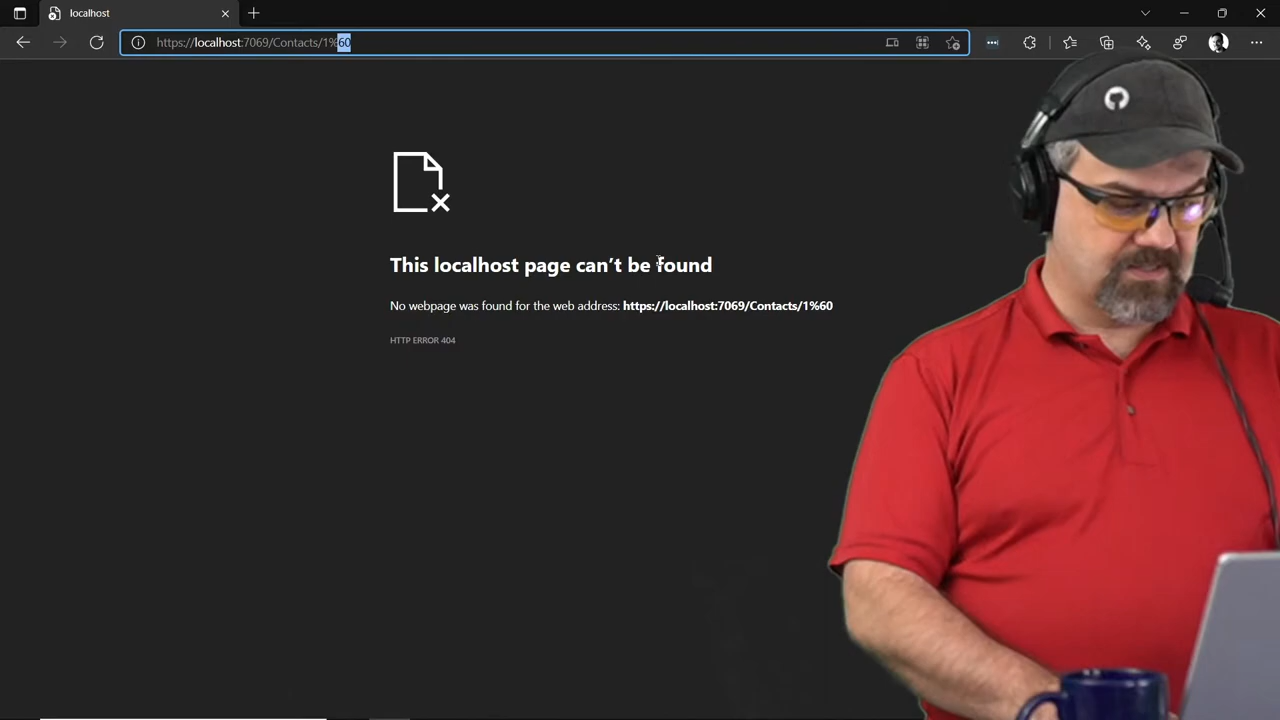 localhost
https://localhost:7069/Contacts/1%60
This localhost page can't be found
No webpage was found for the web address: https://localhost:7069/Contacts/1%60
HTTP ERROR 404